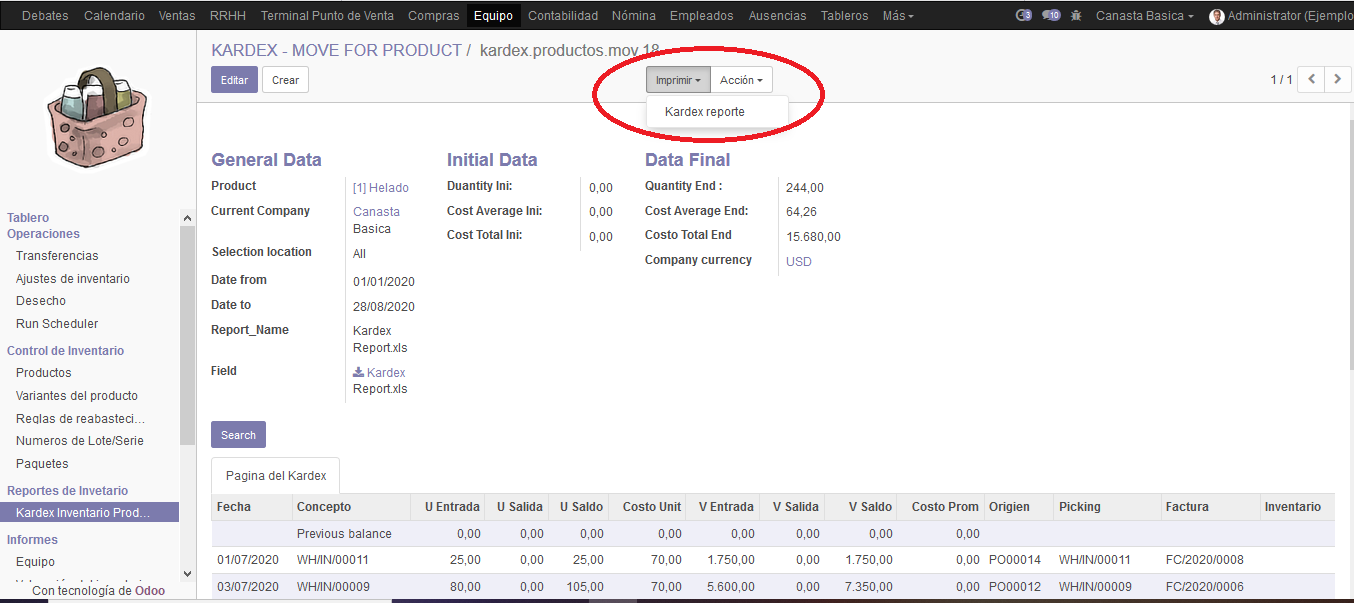 Debates Calendario Ventas RRHH Terminal Punto de Venta Compras Equipo Contabilidad Nómina Empleados Ausencias Tableros Más 3 10 Canasta Basica Administrator (Ejemplo
KARDEX - MOVE FOR PRODUCT / kardex.productos.mov.18
Editar Crear Imprimir Acción 1 / 1
Kardex reporte
General Data Initial Data Data Final
Product [1] Helado Duantity Ini: 0,00 Quantity End : 244,00
Current Company Canasta Basica Cost Average Ini: 0,00 Cost Average End: 64,26
Cost Total Ini: 0,00 Costo Total End 15.680,00
Selection location All Company currency USD
Date from 01/01/2020
Date to 28/08/2020
Report_Name Kardex
Report.xls
Field Kardex
Report.xls
Search
Tablero
Operaciones
Transferencias
Ajustes de inventario
Desecho
Run Scheduler
Control de Inventario
Productos
Variantes del producto
Reglas de reabasteci...
Numeros de Lote/Serie
Paquetes
Reportes de Invetario
Kardex Inventario Prod...
Informes
Equipo
Con tecnología de Odoo
Pagina del Kardex
Fecha Concepto U Entrada U Salida U Saldo Costo Unit V Entrada V Salida V Saldo Costo Prom Origien Picking Factura Inventario
Previous balance 0,00 0,00 0,00 0,00 0,00 0,00 0,00 0,00
01/07/2020 WH/IN/00011 25,00 0,00 25,00 70,00 1.750,00 0,00 1.750,00 0,00 PO00014 WH/IN/00011 FC/2020/0008
03/07/2020 WH/IN/00009 80,00 0,00 105,00 70,00 5.600,00 0,00 7.350,00 0,00 PO00012 WH/IN/00009 FC/2020/0006